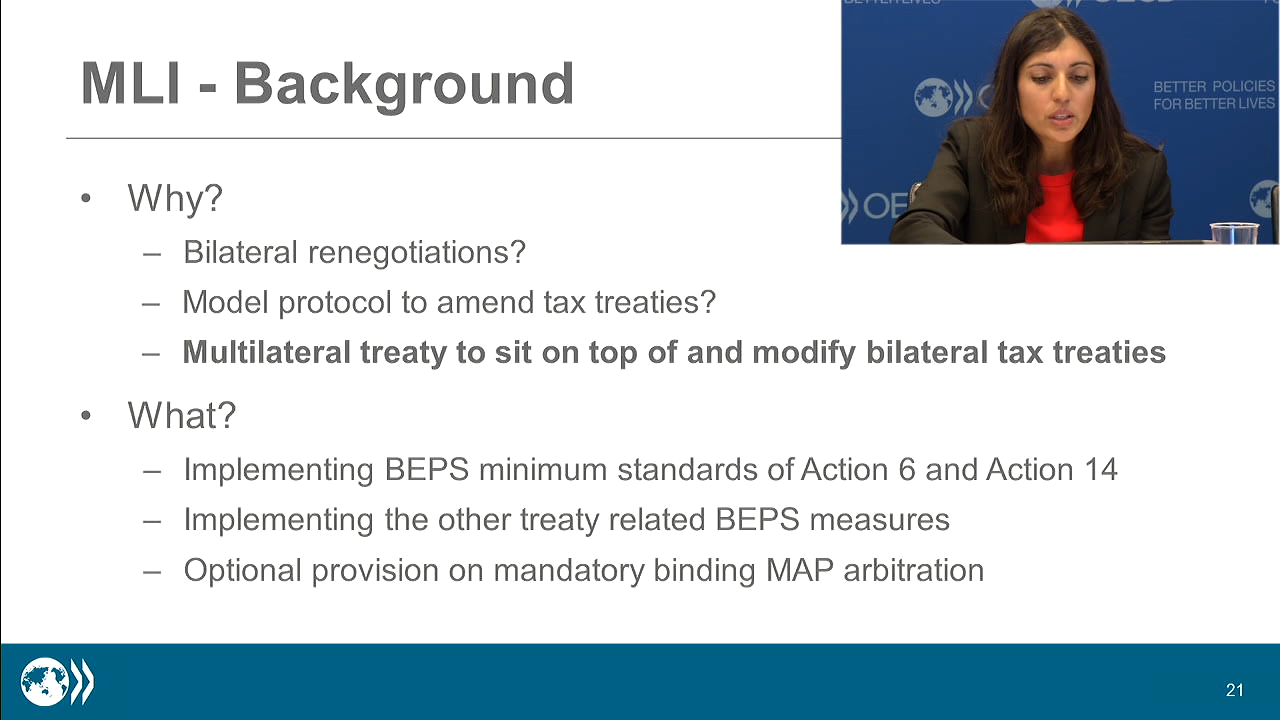 MLI - Background
BETTER POLICIES
FOR BETTER LIVES
• Why?
– Bilateral renegotiations?
– Model protocol to amend tax treaties?
– Multilateral treaty to sit on top of and modify bilateral tax treaties
• What?
– Implementing BEPS minimum standards of Action 6 and Action 14
– Implementing the other treaty related BEPS measures
– Optional provision on mandatory binding MAP arbitration
21